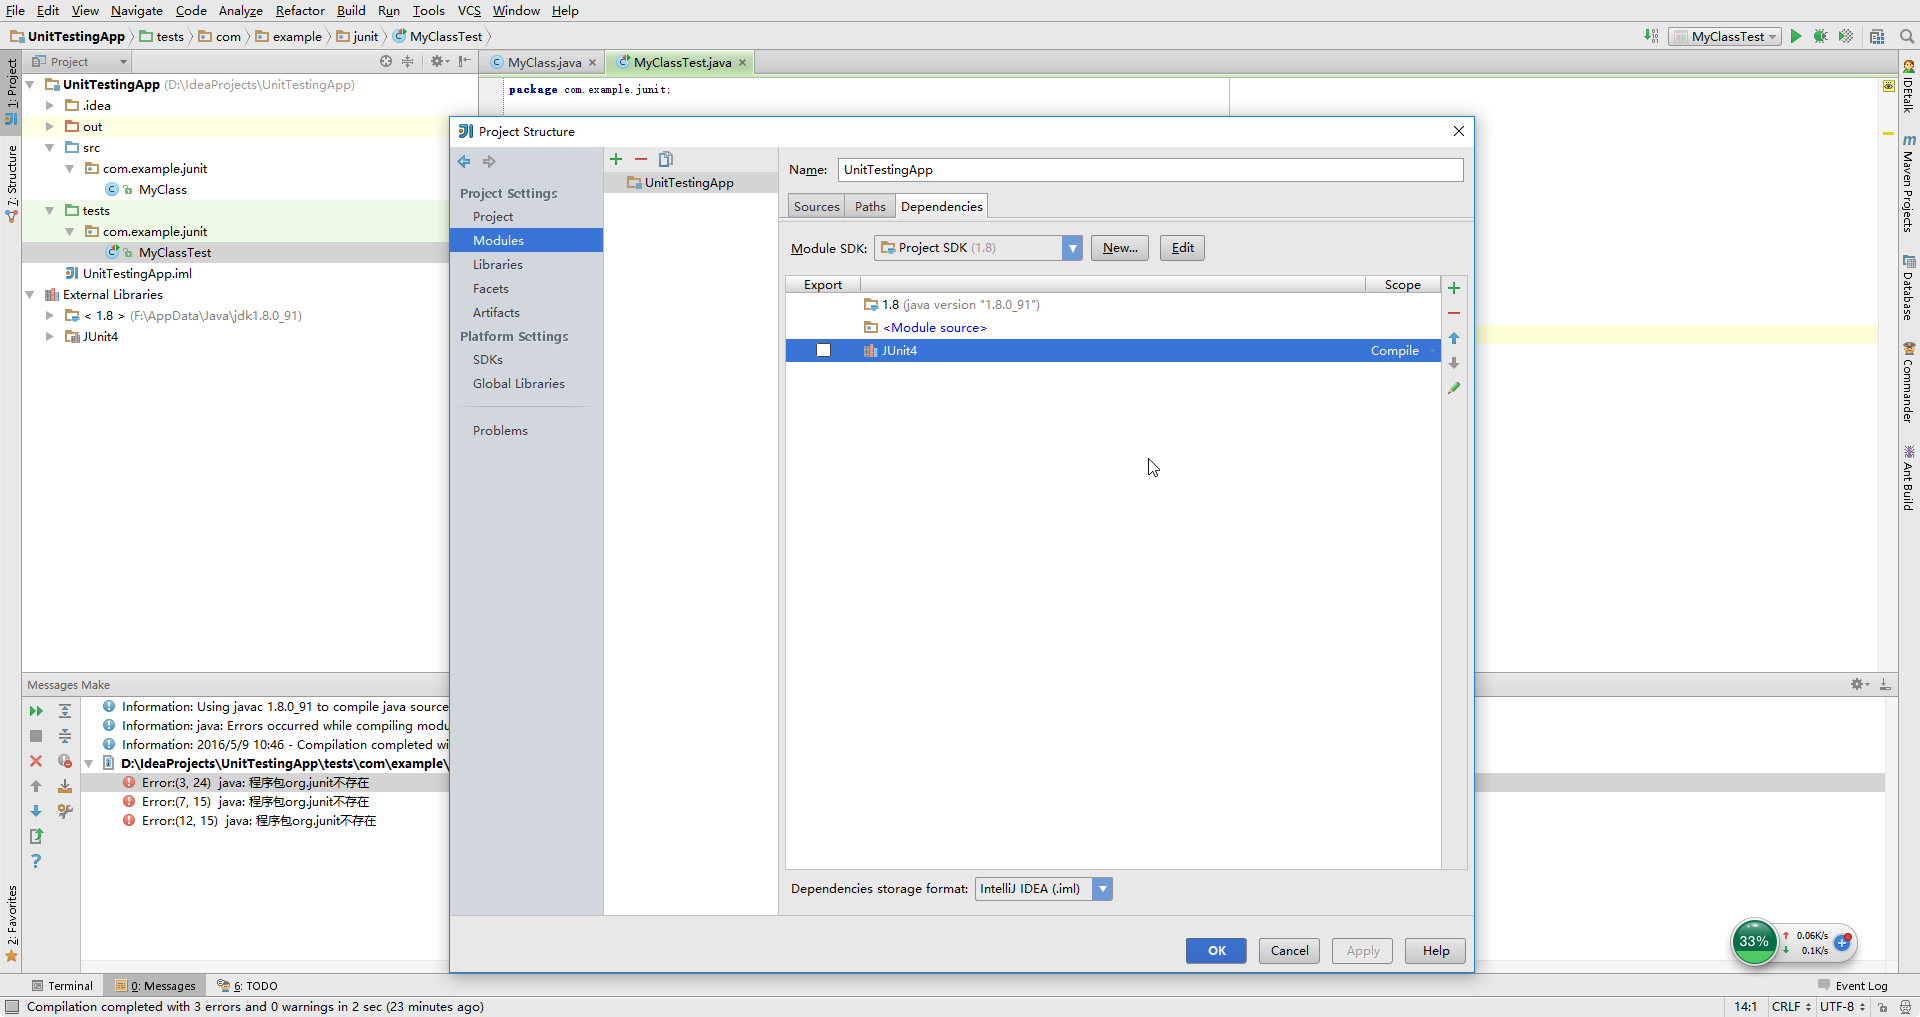 File Edit View Navigate Code Analyze Refactor Build Run Tools VCS Window Help
UnitTestingApp tests com example junit MyClassTest
MyClassTest
Project
MyClass.java
MyClassTest.java
1: Project
7: Structure
2: Favorites
UnitTestingApp (D:\IdeaProjects\UnitTestingApp)
.idea
out
src
com.example.junit
MyClass
tests
com.example.junit
MyClassTest
UnitTestingApp.iml
External Libraries
< 1.8 > (F:\AppData\Java\jdk1.8.0_91)
JUnit4
package com.example.junit;
Project Structure
Project Settings
Project
Modules
Libraries
Facets
Artifacts
Platform Settings
SDKs
Global Libraries
Problems
UnitTestingApp
Name: UnitTestingApp
Sources Paths Dependencies
Module SDK: Project SDK (1.8) New... Edit
Export Scope
1.8 (java version "1.8.0_91")
<Module source>
JUnit4 Compile
Dependencies storage format: IntelliJ IDEA (.iml)
OK Cancel Apply Help
IDEtalk
Maven Projects
Database
Commander
Ant Build
Messages Make
Information: Using javac 1.8.0_91 to compile java source
Information: java: Errors occurred while compiling modu
Information: 2016/5/9 10:46 - Compilation completed wi
D:\IdeaProjects\UnitTestingApp\tests\com\example\
Error:(3, 24) java: 程序包org.junit不存在
Error:(7, 15) java: 程序包org.junit不存在
Error:(12, 15) java: 程序包org.junit不存在
33%
0.06K/s
0.1K/s
Terminal 0: Messages 6: TODO Event Log
Compilation completed with 3 errors and 0 warnings in 2 sec (23 minutes ago) 14:1 CRLF UTF-8